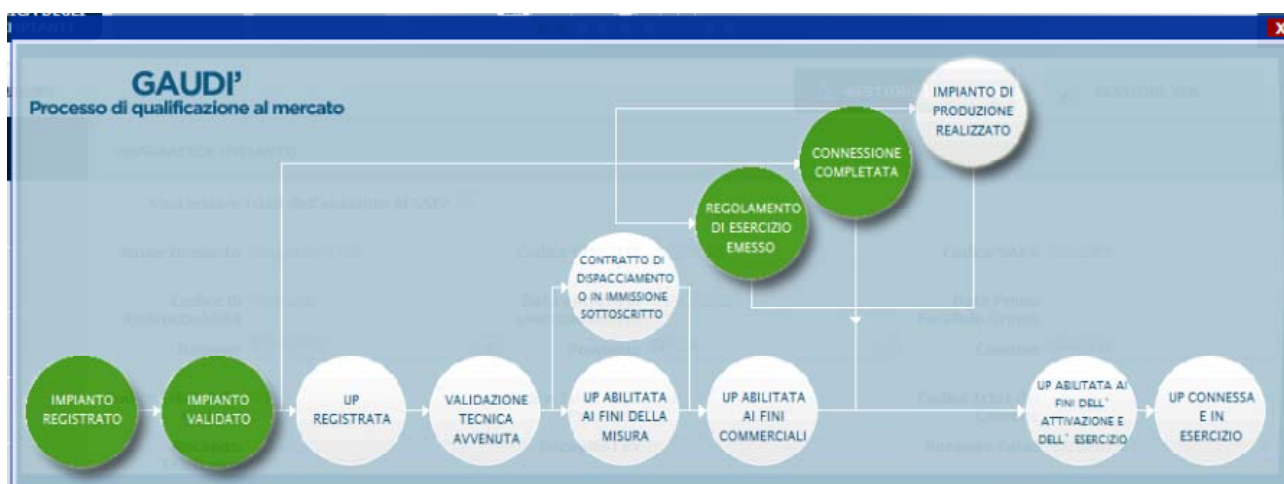 X
GAUDI'
Processo di qualificazione al mercato
IMPIANTO DI
PRODUZIONE
REALIZZATO
CONNESSIONE
COMPLETATA
REGOLAMENTO
DI ESERCIZIO
EMESSO
CONTRATTO DI
DISPACCIAMENTO
O IN IMMISSIONE
SOTTOSCRITTO
IMPIANTO
REGISTRATO
IMPIANTO
VALIDATO
UP
REGISTRATA
VALIDAZIONE
TECNICA
AVVENUTA
UP ABILITATA
AI FINI DELLA
MISURA
UP ABILITATA
AI FINI
COMMERCIALI
UP ABILITATA AI
FINI DELL'
ATTIVAZIONE E
DELL' ESERCIZIO
UP CONNESSA
E IN
ESERCIZIO